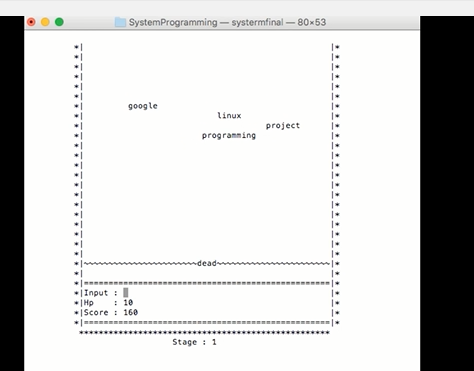 SystemProgramming — systermfinal — 80×53
google
linux
project
programming
~~~~~~~~~~~~~~~~~~~~~~~dead~~~~~~~~~~~~~~~~~~~~~~~
Input :
Hp    : 10
Score : 160
Stage : 1